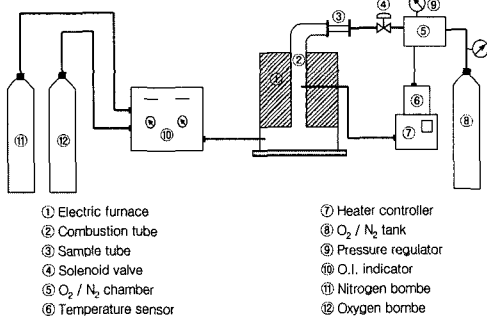 ④ ⑨
③
⑤
① ②
⑥
⑦
⑪ ⑫ ⑩ ⑧
① Electric furnace
② Combustion tube
③ Sample tube
④ Solenoid valve
⑤ O₂ / N₂ chamber
⑥ Temperature sensor
⑦ Heater controller
⑧ O₂ / N₂ tank
⑨ Pressure regulator
⑩ O.I. indicator
⑪ Nitrogen bombe
⑫ Oxygen bombe